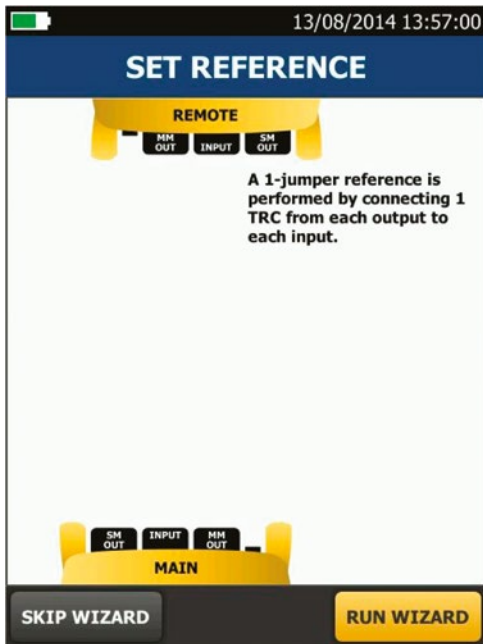 13/08/2014 13:57:00
SET REFERENCE
REMOTE
MM
OUT
INPUT
SM
OUT
A 1-jumper reference is
performed by connecting 1
TRC from each output to
each input.
SM
OUT
INPUT
MM
OUT
MAIN
SKIP WIZARD
RUN WIZARD